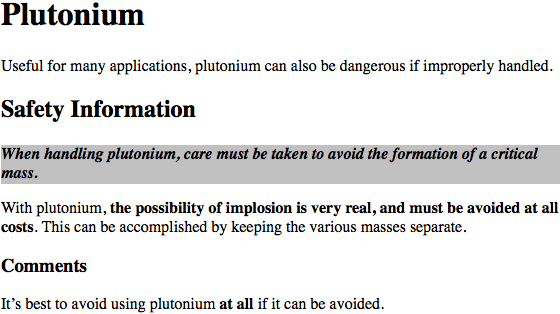 Plutonium
Useful for many applications, plutonium can also be dangerous if improperly handled.
Safety Information
When handling plutonium, care must be taken to avoid the formation of a critical
mass.
With plutonium, the possibility of implosion is very real, and must be avoided at all
costs. This can be accomplished by keeping the various masses separate.
Comments
It’s best to avoid using plutonium at all if it can be avoided.